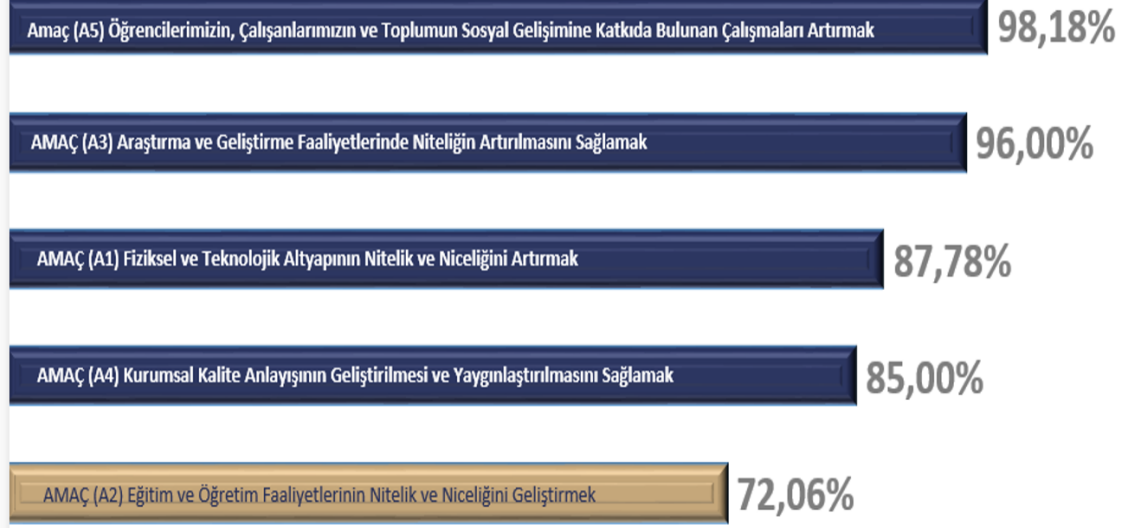 Amaç (A5) Öğrencilerimizin, Çalışanlarımızın ve Toplumun Sosyal Gelişimine Katkıda Bulunan Çalışmaları Artırmak 98,18%
AMAÇ (A3) Araştırma ve Geliştirme Faaliyetlerinde Niteliğin Artırılmasını Sağlamak 96,00%
AMAÇ (A1) Fiziksel ve Teknolojik Altyapının Nitelik ve Niceliğini Artırmak 87,78%
AMAÇ (A4) Kurumsal Kalite Anlayışının Geliştirilmesi ve Yaygınlaştırılmasını Sağlamak 85,00%
AMAÇ (A2) Eğitim ve Öğretim Faaliyetlerinin Nitelik ve Niceliğini Geliştirmek 72,06%